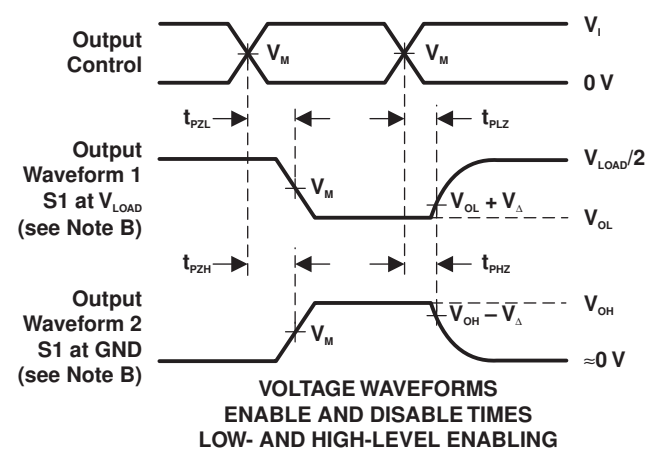 Output
Control
V_M
V_M
V_I
0 V
t_PZL
t_PLZ
Output
Waveform 1
S1 at V_LOAD
(see Note B)
V_M
V_OL + V_Δ
V_LOAD/2
V_OL
t_PZH
t_PHZ
Output
Waveform 2
S1 at GND
(see Note B)
V_M
V_OH – V_Δ
V_OH
≈0 V
VOLTAGE WAVEFORMS
ENABLE AND DISABLE TIMES
LOW- AND HIGH-LEVEL ENABLING